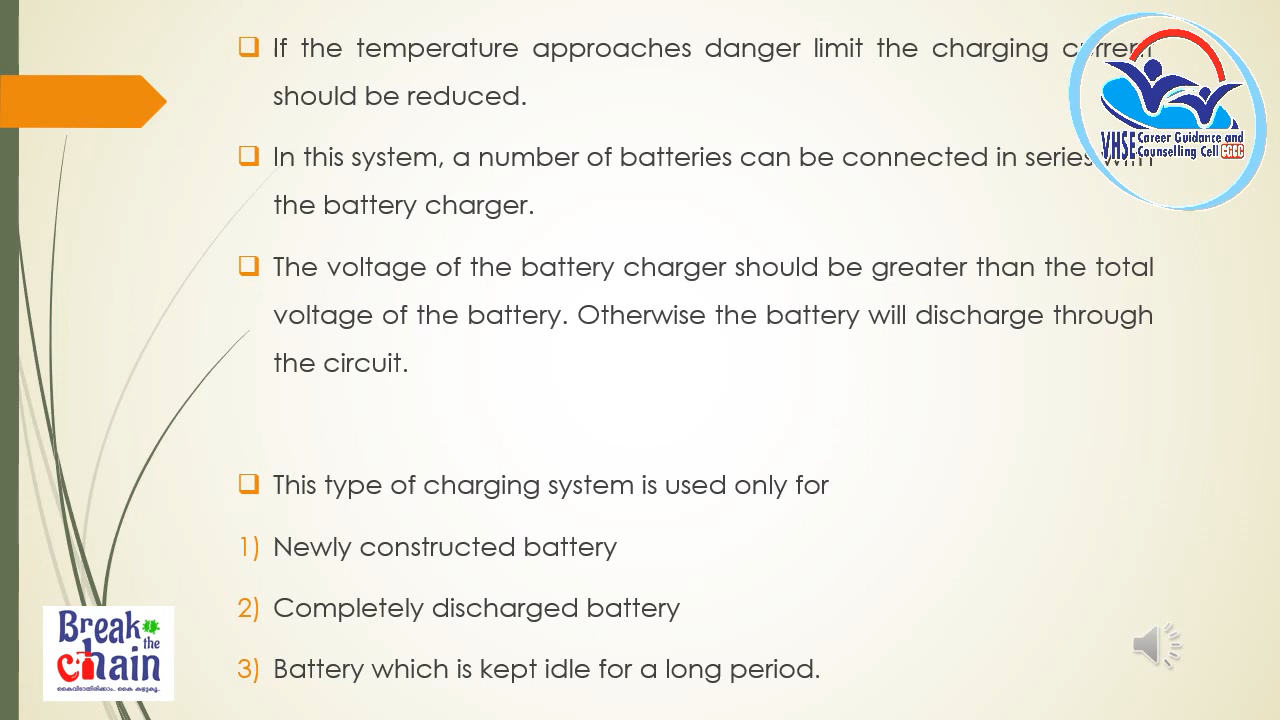 If the temperature approaches danger limit the charging current
should be reduced.
In this system, a number of batteries can be connected in series with
the battery charger.
The voltage of the battery charger should be greater than the total
voltage of the battery. Otherwise the battery will discharge through
the circuit.
This type of charging system is used only for
1) Newly constructed battery
2) Completely discharged battery
3) Battery which is kept idle for a long period.
VHSE Career Guidance and
Counselling Cell CGCC
Break
the
chain
കൈവിടാതിരിക്കാം.. കൈ കഴുകൂ..